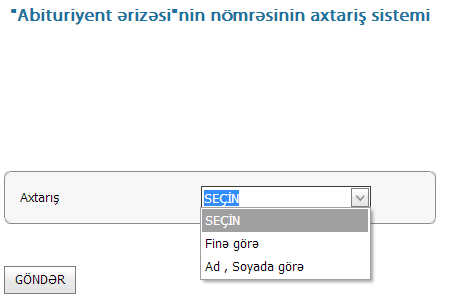 "Abituriyent ərizəsi"nin nömrəsinin axtariş sistemi
Axtarış
SEÇİN
SEÇİN
Finə görə
Ad , Soyada görə
GÖNDƏR